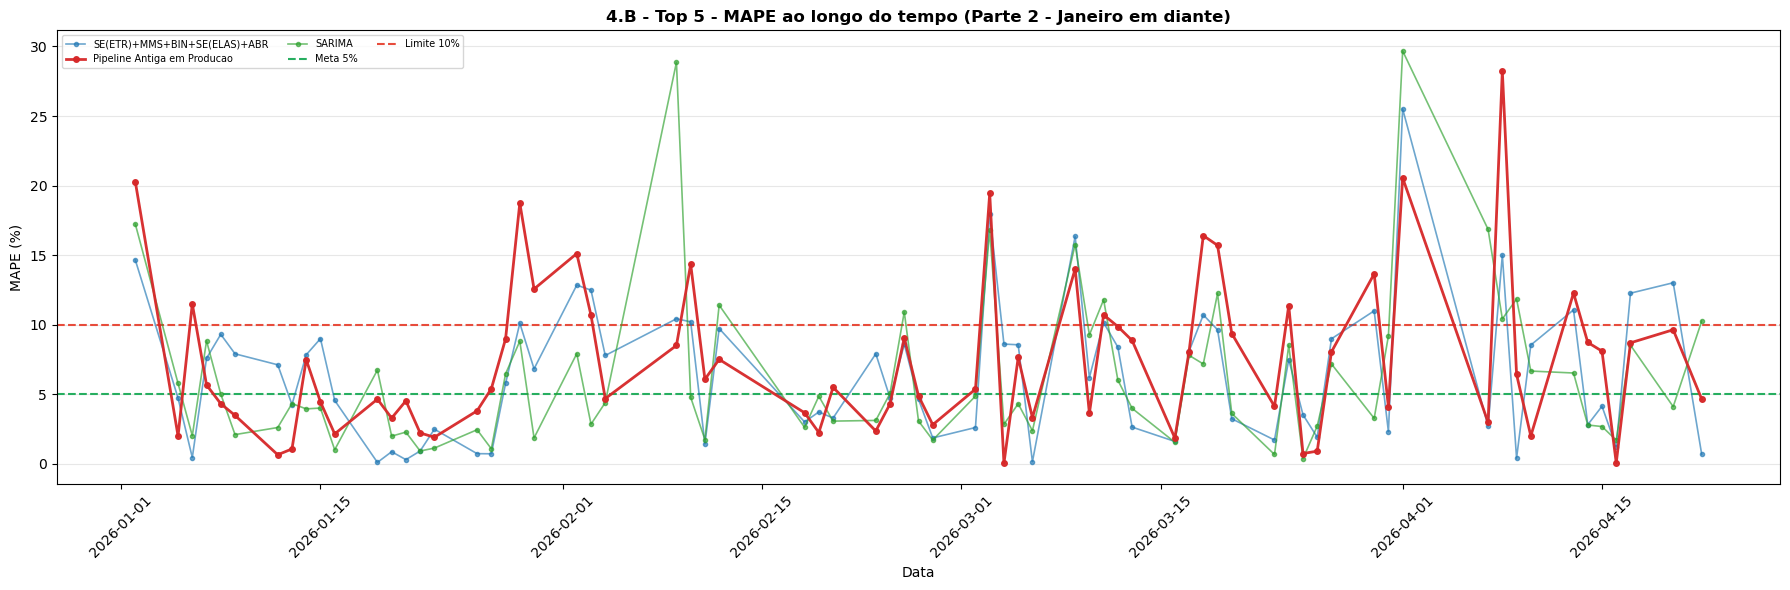 4.B - Top 5 - MAPE ao longo do tempo (Parte 2 - Janeiro em diante)
SE(ETR)+MMS+BIN+SE(ELAS)+ABR
Pipeline Antiga em Producao
SARIMA
Meta 5%
Limite 10%
MAPE (%)
30
25
20
15
10
5
0
2026-01-01
2026-01-15
2026-02-01
2026-02-15
2026-03-01
2026-03-15
2026-04-01
2026-04-15
Data